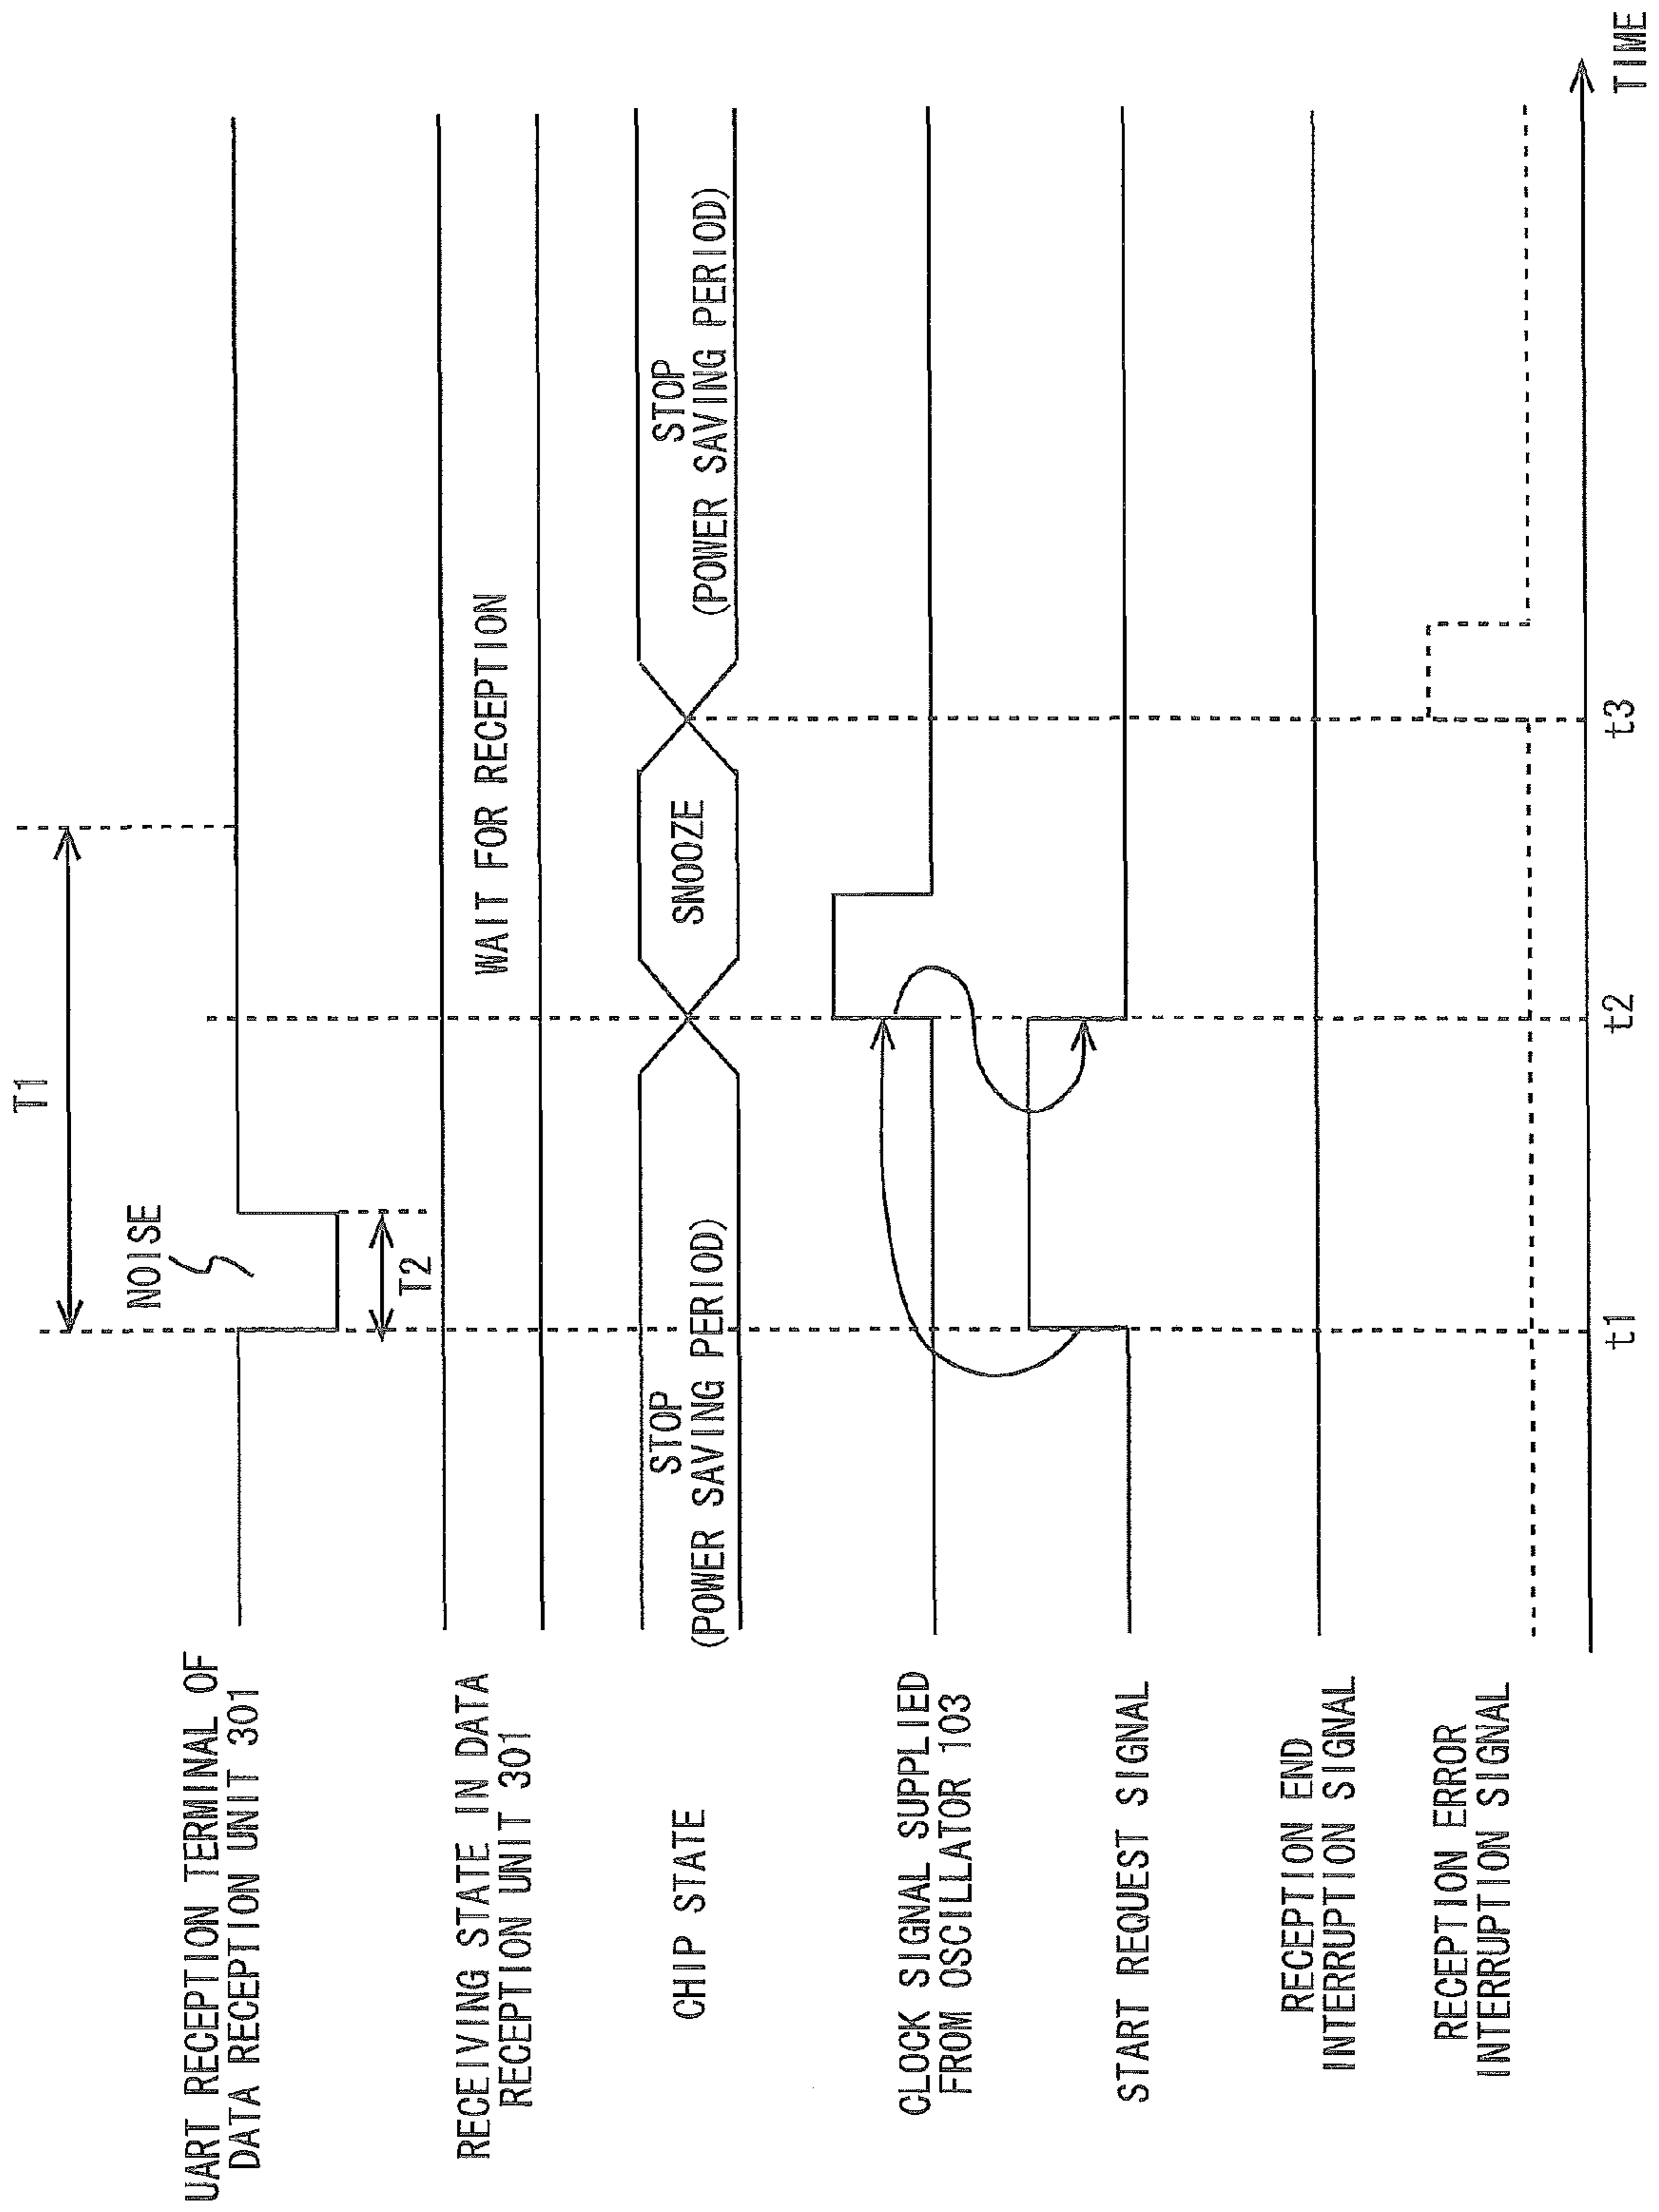 T1
NOISE
T2
UART RECEPTION TERMINAL OF
DATA RECEPTION UNIT 301
WAIT FOR RECEPTION
RECEIVING STATE IN DATA
RECEPTION UNIT 301
STOP
(POWER SAVING PERIOD)
SNOOZE
STOP
(POWER SAVING PERIOD)
CHIP STATE
CLOCK SIGNAL SUPPLIED
FROM OSCILLATOR 103
START REQUEST SIGNAL
RECEPTION END
INTERRUPTION SIGNAL
RECEPTION ERROR
INTERRUPTION SIGNAL
t1
t2
t3
TIME